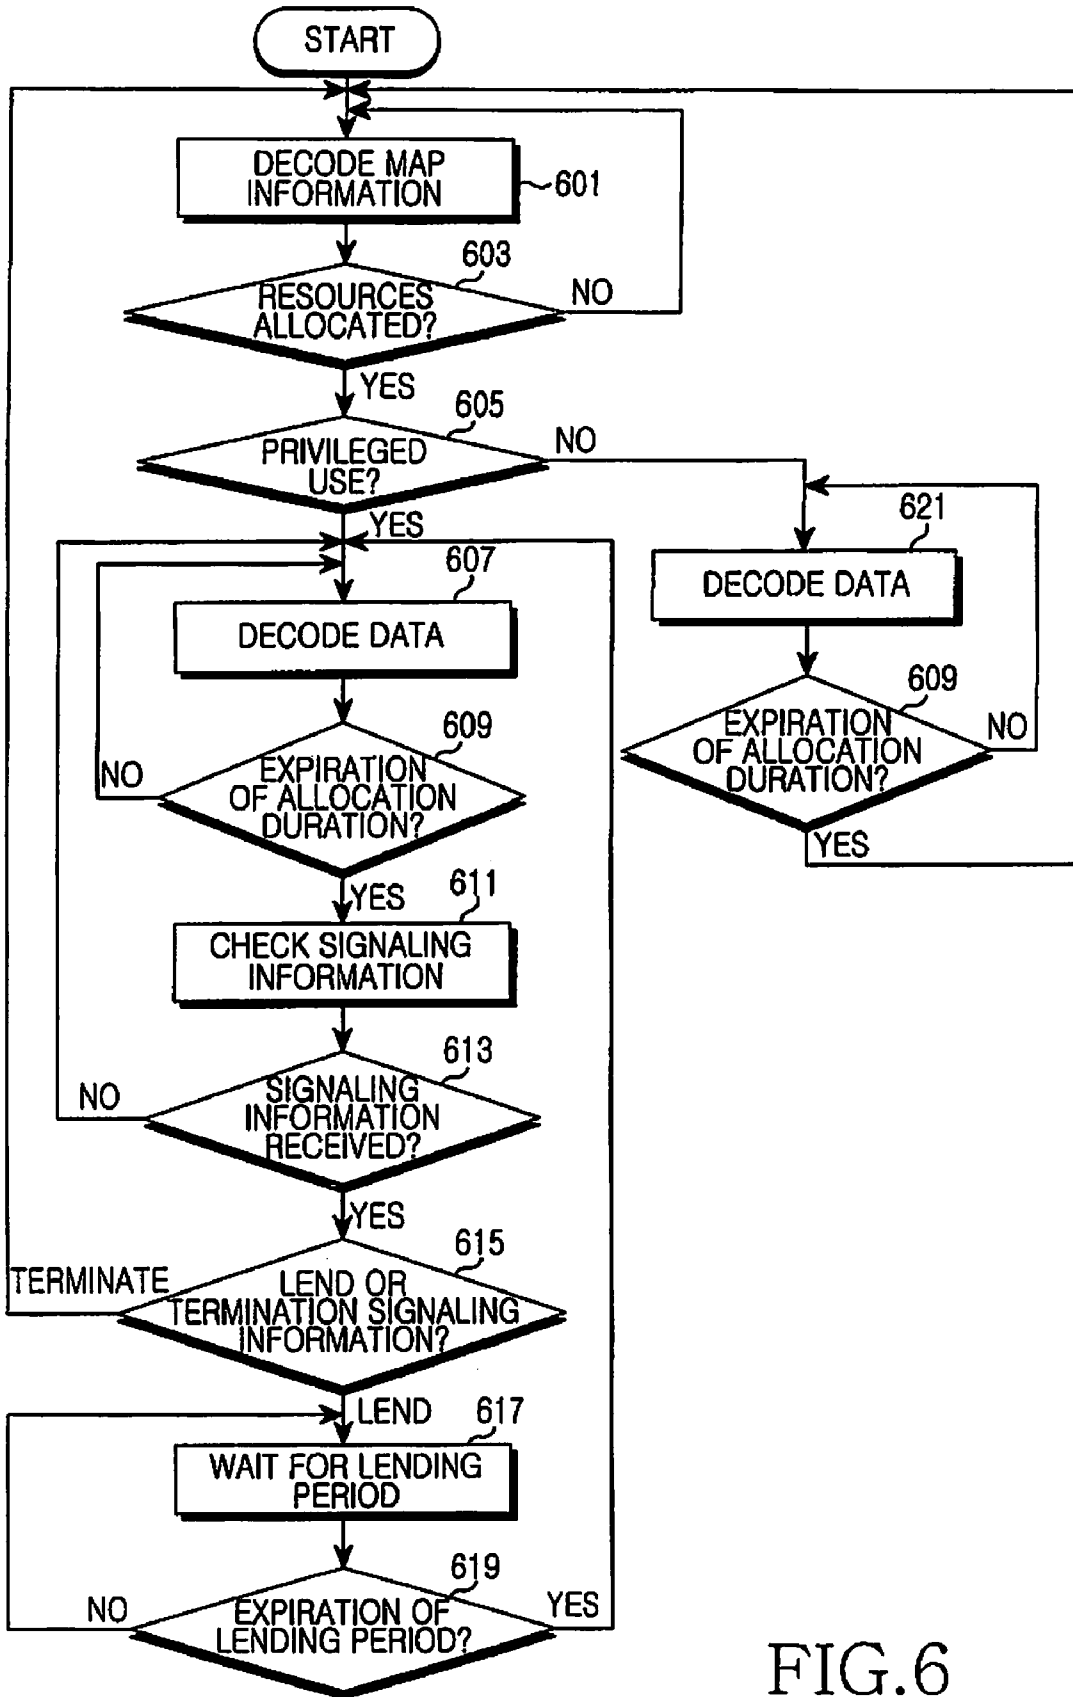 START
DECODE MAP
INFORMATION
601
603
RESOURCES
ALLOCATED?
NO
YES
605
PRIVILEGED
USE?
NO
YES
607
DECODE DATA
621
DECODE DATA
609
EXPIRATION
OF ALLOCATION
DURATION?
NO
YES
609
EXPIRATION
OF ALLOCATION
DURATION?
NO
YES
611
CHECK SIGNALING
INFORMATION
613
SIGNALING
INFORMATION
RECEIVED?
NO
YES
615
LEND OR
TERMINATION SIGNALING
INFORMATION?
TERMINATE
LEND
617
WAIT FOR LENDING
PERIOD
619
EXPIRATION OF
LENDING PERIOD?
NO
YES
FIG.6